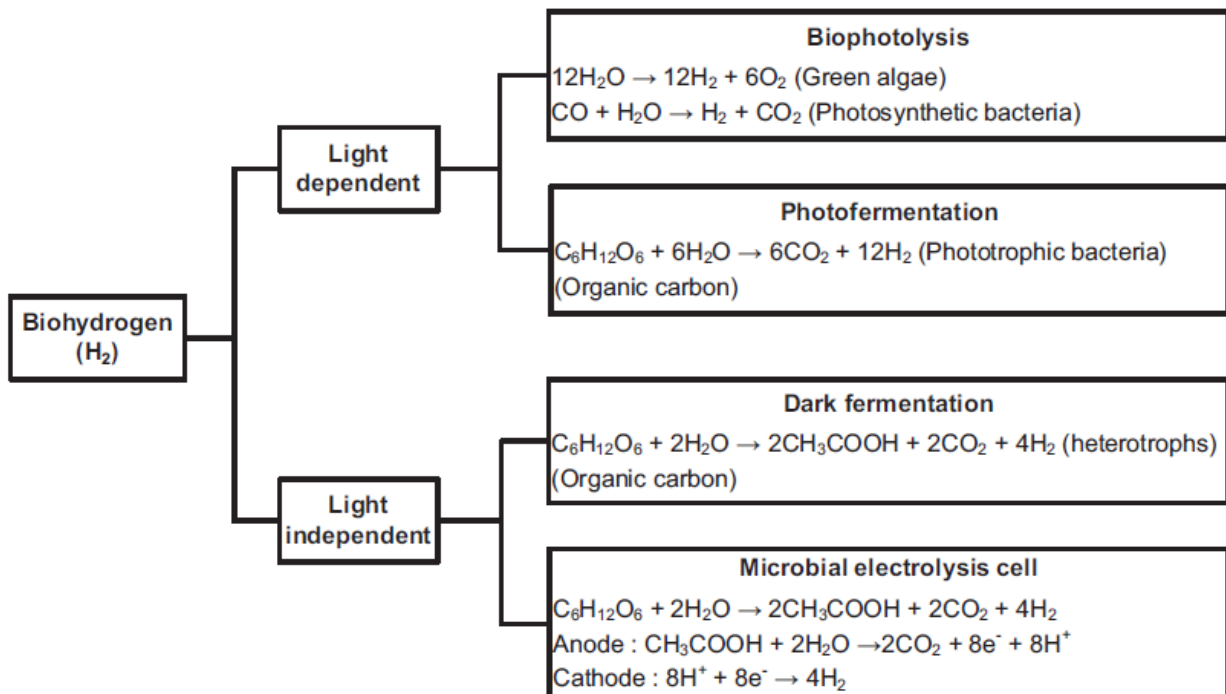 Biophotolysis
12H₂O → 12H₂ + 6O₂ (Green algae)
CO + H₂O → H₂ + CO₂ (Photosynthetic bacteria)
Light
dependent
Photofermentation
C₆H₁₂O₆ + 6H₂O → 6CO₂ + 12H₂ (Phototrophic bacteria)
(Organic carbon)
Biohydrogen
(H₂)
Dark fermentation
C₆H₁₂O₆ + 2H₂O → 2CH₃COOH + 2CO₂ + 4H₂ (heterotrophs)
(Organic carbon)
Light
independent
Microbial electrolysis cell
C₆H₁₂O₆ + 2H₂O → 2CH₃COOH + 2CO₂ + 4H₂
Anode : CH₃COOH + 2H₂O →2CO₂ + 8e⁻ + 8H⁺
Cathode : 8H⁺ + 8e⁻ → 4H₂